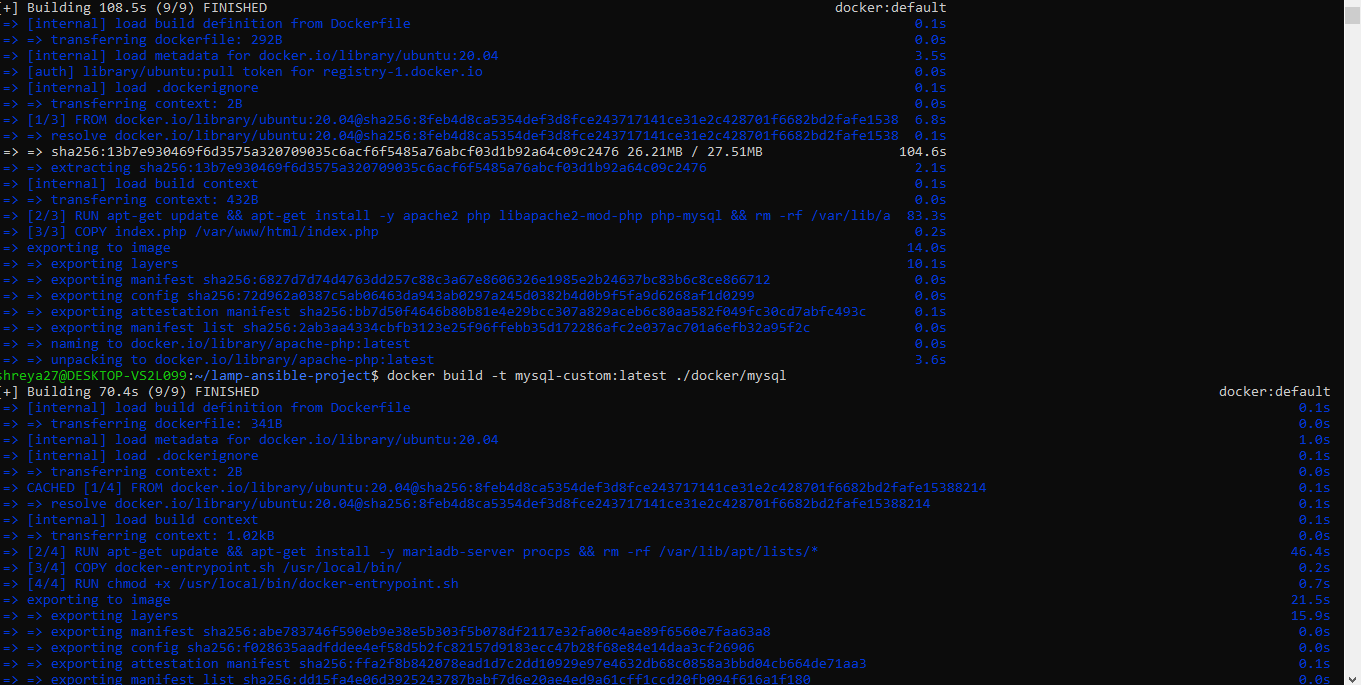 [+] Building 108.5s (9/9) FINISHED docker:default
=> [internal] load build definition from Dockerfile 0.1s
=> => transferring dockerfile: 292B 0.0s
=> [internal] load metadata for docker.io/library/ubuntu:20.04 3.5s
=> [auth] library/ubuntu:pull token for registry-1.docker.io 0.0s
=> [internal] load .dockerignore 0.1s
=> => transferring context: 2B 0.0s
=> [1/3] FROM docker.io/library/ubuntu:20.04@sha256:8feb4d8ca5354def3d8fce243717141ce31e2c428701f6682bd2fafe1538 6.8s
=> => resolve docker.io/library/ubuntu:20.04@sha256:8feb4d8ca5354def3d8fce243717141ce31e2c428701f6682bd2fafe1538 0.1s
=> => sha256:13b7e930469f6d3575a320709035c6acf6f5485a76abcf03d1b92a64c09c2476 26.21MB / 27.51MB 104.6s
=> => extracting sha256:13b7e930469f6d3575a320709035c6acf6f5485a76abcf03d1b92a64c09c2476 2.1s
=> [internal] load build context 0.1s
=> => transferring context: 432B 0.0s
=> [2/3] RUN apt-get update && apt-get install -y apache2 php libapache2-mod-php php-mysql && rm -rf /var/lib/a 83.3s
=> [3/3] COPY index.php /var/www/html/index.php 0.2s
=> exporting to image 14.0s
=> => exporting layers 10.1s
=> => exporting manifest sha256:6827d7d74d4763dd257c88c3a67e8606326e1985e2b24637bc83b6c8ce866712 0.0s
=> => exporting config sha256:72d962a0387c5ab06463da943ab0297a245d0382b4d0b9f5fa9d6268af1d0299 0.0s
=> => exporting attestation manifest sha256:bb7d50f4646b80b81e4e29bcc307a829aceb6c80aa582f049fc30cd7abfc493c 0.1s
=> => exporting manifest list sha256:2ab3aa4334cbfb3123e25f96ffebb35d172286afc2e037ac701a6efb32a95f2c 0.0s
=> => naming to docker.io/library/apache-php:latest 0.0s
=> => unpacking to docker.io/library/apache-php:latest 3.6s
shreya27@DESKTOP-VS2L099:~/lamp-ansible-project$ docker build -t mysql-custom:latest ./docker/mysql
[+] Building 70.4s (9/9) FINISHED docker:default
=> [internal] load build definition from Dockerfile 0.1s
=> => transferring dockerfile: 341B 0.0s
=> [internal] load metadata for docker.io/library/ubuntu:20.04 1.0s
=> [internal] load .dockerignore 0.1s
=> => transferring context: 2B 0.0s
=> CACHED [1/4] FROM docker.io/library/ubuntu:20.04@sha256:8feb4d8ca5354def3d8fce243717141ce31e2c428701f6682bd2fafe15388214 0.1s
=> => resolve docker.io/library/ubuntu:20.04@sha256:8feb4d8ca5354def3d8fce243717141ce31e2c428701f6682bd2fafe15388214 0.1s
=> [internal] load build context 0.1s
=> => transferring context: 1.02kB 0.0s
=> [2/4] RUN apt-get update && apt-get install -y mariadb-server procps && rm -rf /var/lib/apt/lists/* 46.4s
=> [3/4] COPY docker-entrypoint.sh /usr/local/bin/ 0.2s
=> [4/4] RUN chmod +x /usr/local/bin/docker-entrypoint.sh 0.7s
=> exporting to image 21.5s
=> => exporting layers 15.9s
=> => exporting manifest sha256:abe783746f590eb9e38e5b303f5b078df2117e32fa00c4ae89f6560e7faa63a8 0.0s
=> => exporting config sha256:f028635aadfddee4ef58d5b2fc82157d9183ecc47b28f68e84e14daa3cf26906 0.0s
=> => exporting attestation manifest sha256:ffa2f8b842078ead1d7c2dd10929e97e4632db68c0858a3bbd04cb664de71aa3 0.1s
=> => exporting manifest list sha256:dd15fa4e06d3925243787babf7d6e20ae4ed9a61cff1ccd20fb094f616a1f180 0.0s